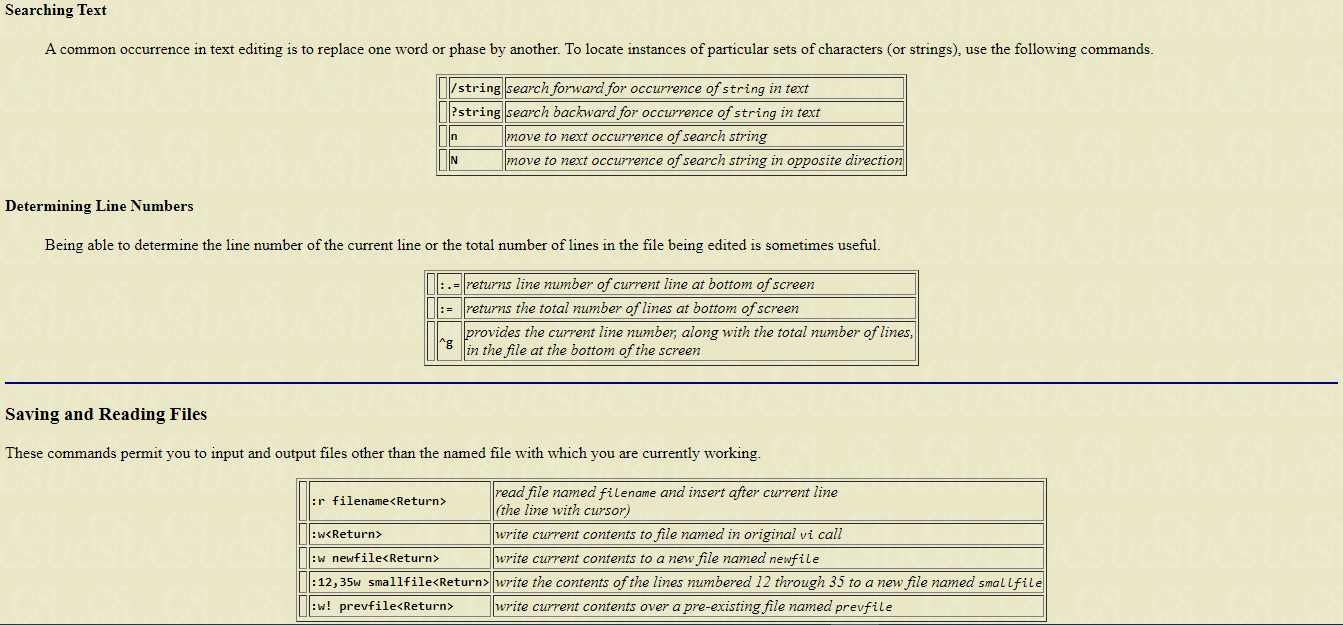 Searching Text
A common occurrence in text editing is to replace one word or phase by another. To locate instances of particular sets of characters (or strings), use the following commands.
/string search forward for occurrence of string in text
?string search backward for occurrence of string in text
n move to next occurrence of search string
N move to next occurrence of search string in opposite direction
Determining Line Numbers
Being able to determine the line number of the current line or the total number of lines in the file being edited is sometimes useful.
:.= returns line number of current line at bottom of screen
:= returns the total number of lines at bottom of screen
^g provides the current line number, along with the total number of lines,
in the file at the bottom of the screen
Saving and Reading Files
These commands permit you to input and output files other than the named file with which you are currently working.
:r filename<Return> read file named filename and insert after current line
(the line with cursor)
:w<Return> write current contents to file named in original vi call
:w newfile<Return> write current contents to a new file named newfile
:12,35w smallfile<Return> write the contents of the lines numbered 12 through 35 to a new file named smallfile
:w! prevfile<Return> write current contents over a pre-existing file named prevfile